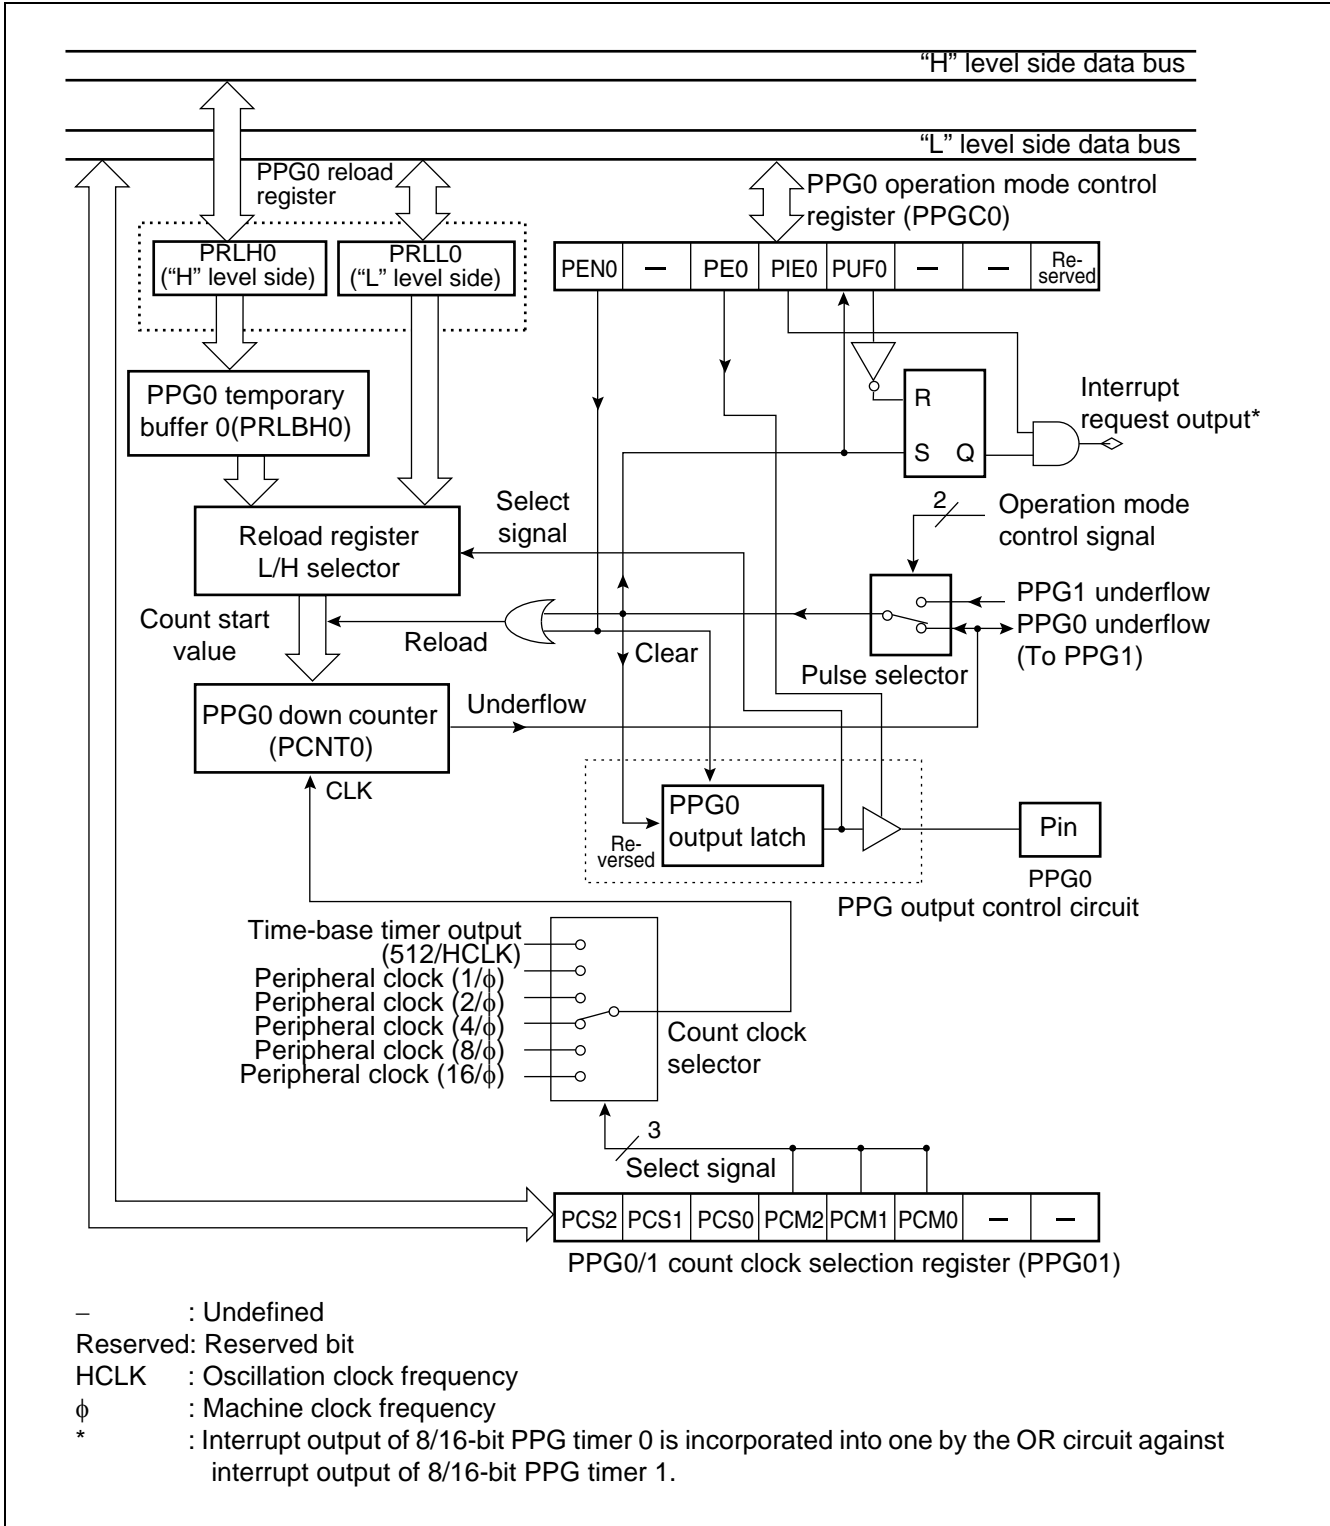 “H” level side data bus
“L” level side data bus
PPG0 reload
register
PPG0 operation mode control
register (PPGC0)
PRLH0
(“H” level side)
PRLL0
(“L” level side)
PEN0
—
PE0
PIE0
PUF0
—
—
Re-
served
PPG0 temporary
buffer 0(PRLBH0)
R
S
Q
Interrupt
request output*
Select
signal
2
Operation mode
control signal
Reload register
L/H selector
Count start
value
Reload
Clear
PPG1 underflow
PPG0 underflow
(To PPG1)
Pulse selector
PPG0 down counter
(PCNT0)
Underflow
CLK
PPG0
output latch
Re-
versed
Pin
PPG0
PPG output control circuit
Time-base timer output
(512/HCLK)
Peripheral clock (1/ϕ)
Peripheral clock (2/ϕ)
Peripheral clock (4/ϕ)
Peripheral clock (8/ϕ)
Peripheral clock (16/ϕ)
Count clock
selector
3
Select signal
PCS2
PCS1
PCS0
PCM2
PCM1
PCM0
—
—
PPG0/1 count clock selection register (PPG01)
– : Undefined
Reserved: Reserved bit
HCLK : Oscillation clock frequency
ϕ : Machine clock frequency
* : Interrupt output of 8/16-bit PPG timer 0 is incorporated into one by the OR circuit against
interrupt output of 8/16-bit PPG timer 1.